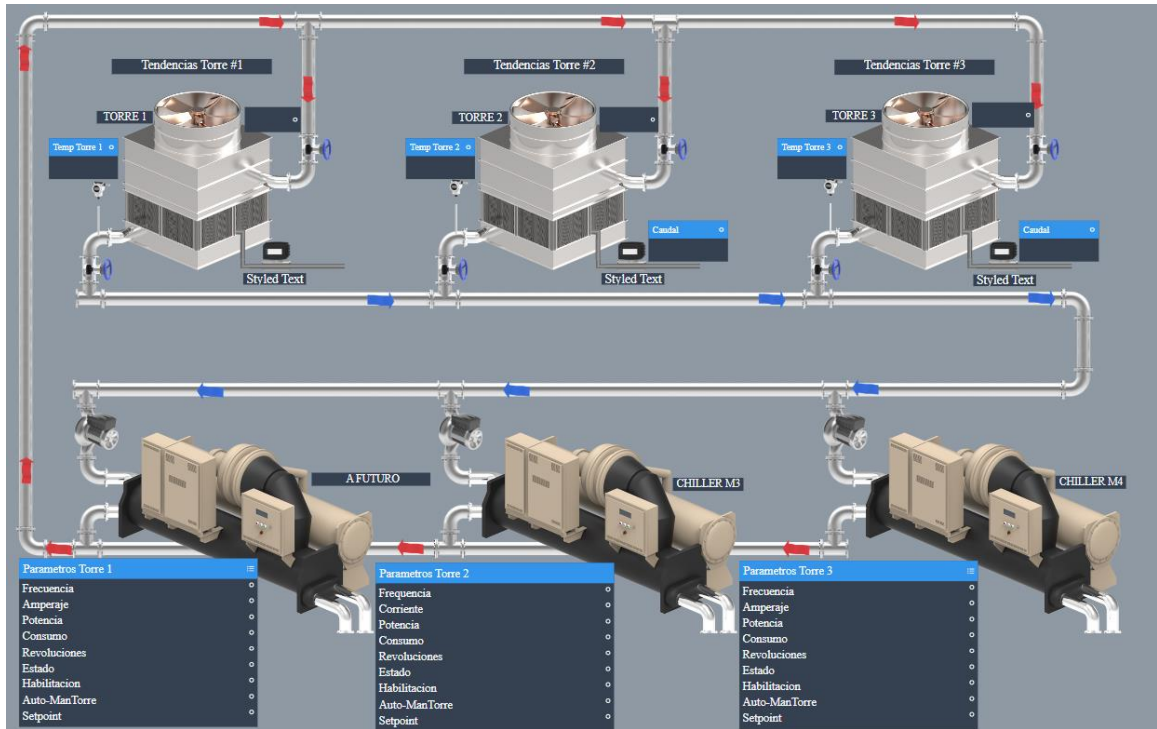 Tendencias Torre #1
Tendencias Torre #2
Tendencias Torre #3
TORRE 1
TORRE 2
TORRE 3
Temp Torre 1
Temp Torre 2
Temp Torre 3
Caudal
Caudal
Styled Text
Styled Text
Styled Text
A FUTURO
CHILLER M3
CHILLER M4
Parametros Torre 1
Frecuencia
Amperaje
Potencia
Consumo
Revoluciones
Estado
Habilitacion
Auto-ManTorre
Setpoint
Parametros Torre 2
Frequencia
Corriente
Potencia
Consumo
Revoluciones
Estado
Habilitacion
Auto-ManTorre
Setpoint
Parametros Torre 3
Frecuencia
Amperaje
Potencia
Consumo
Revoluciones
Estado
Habilitacion
Auto-ManTorre
Setpoint